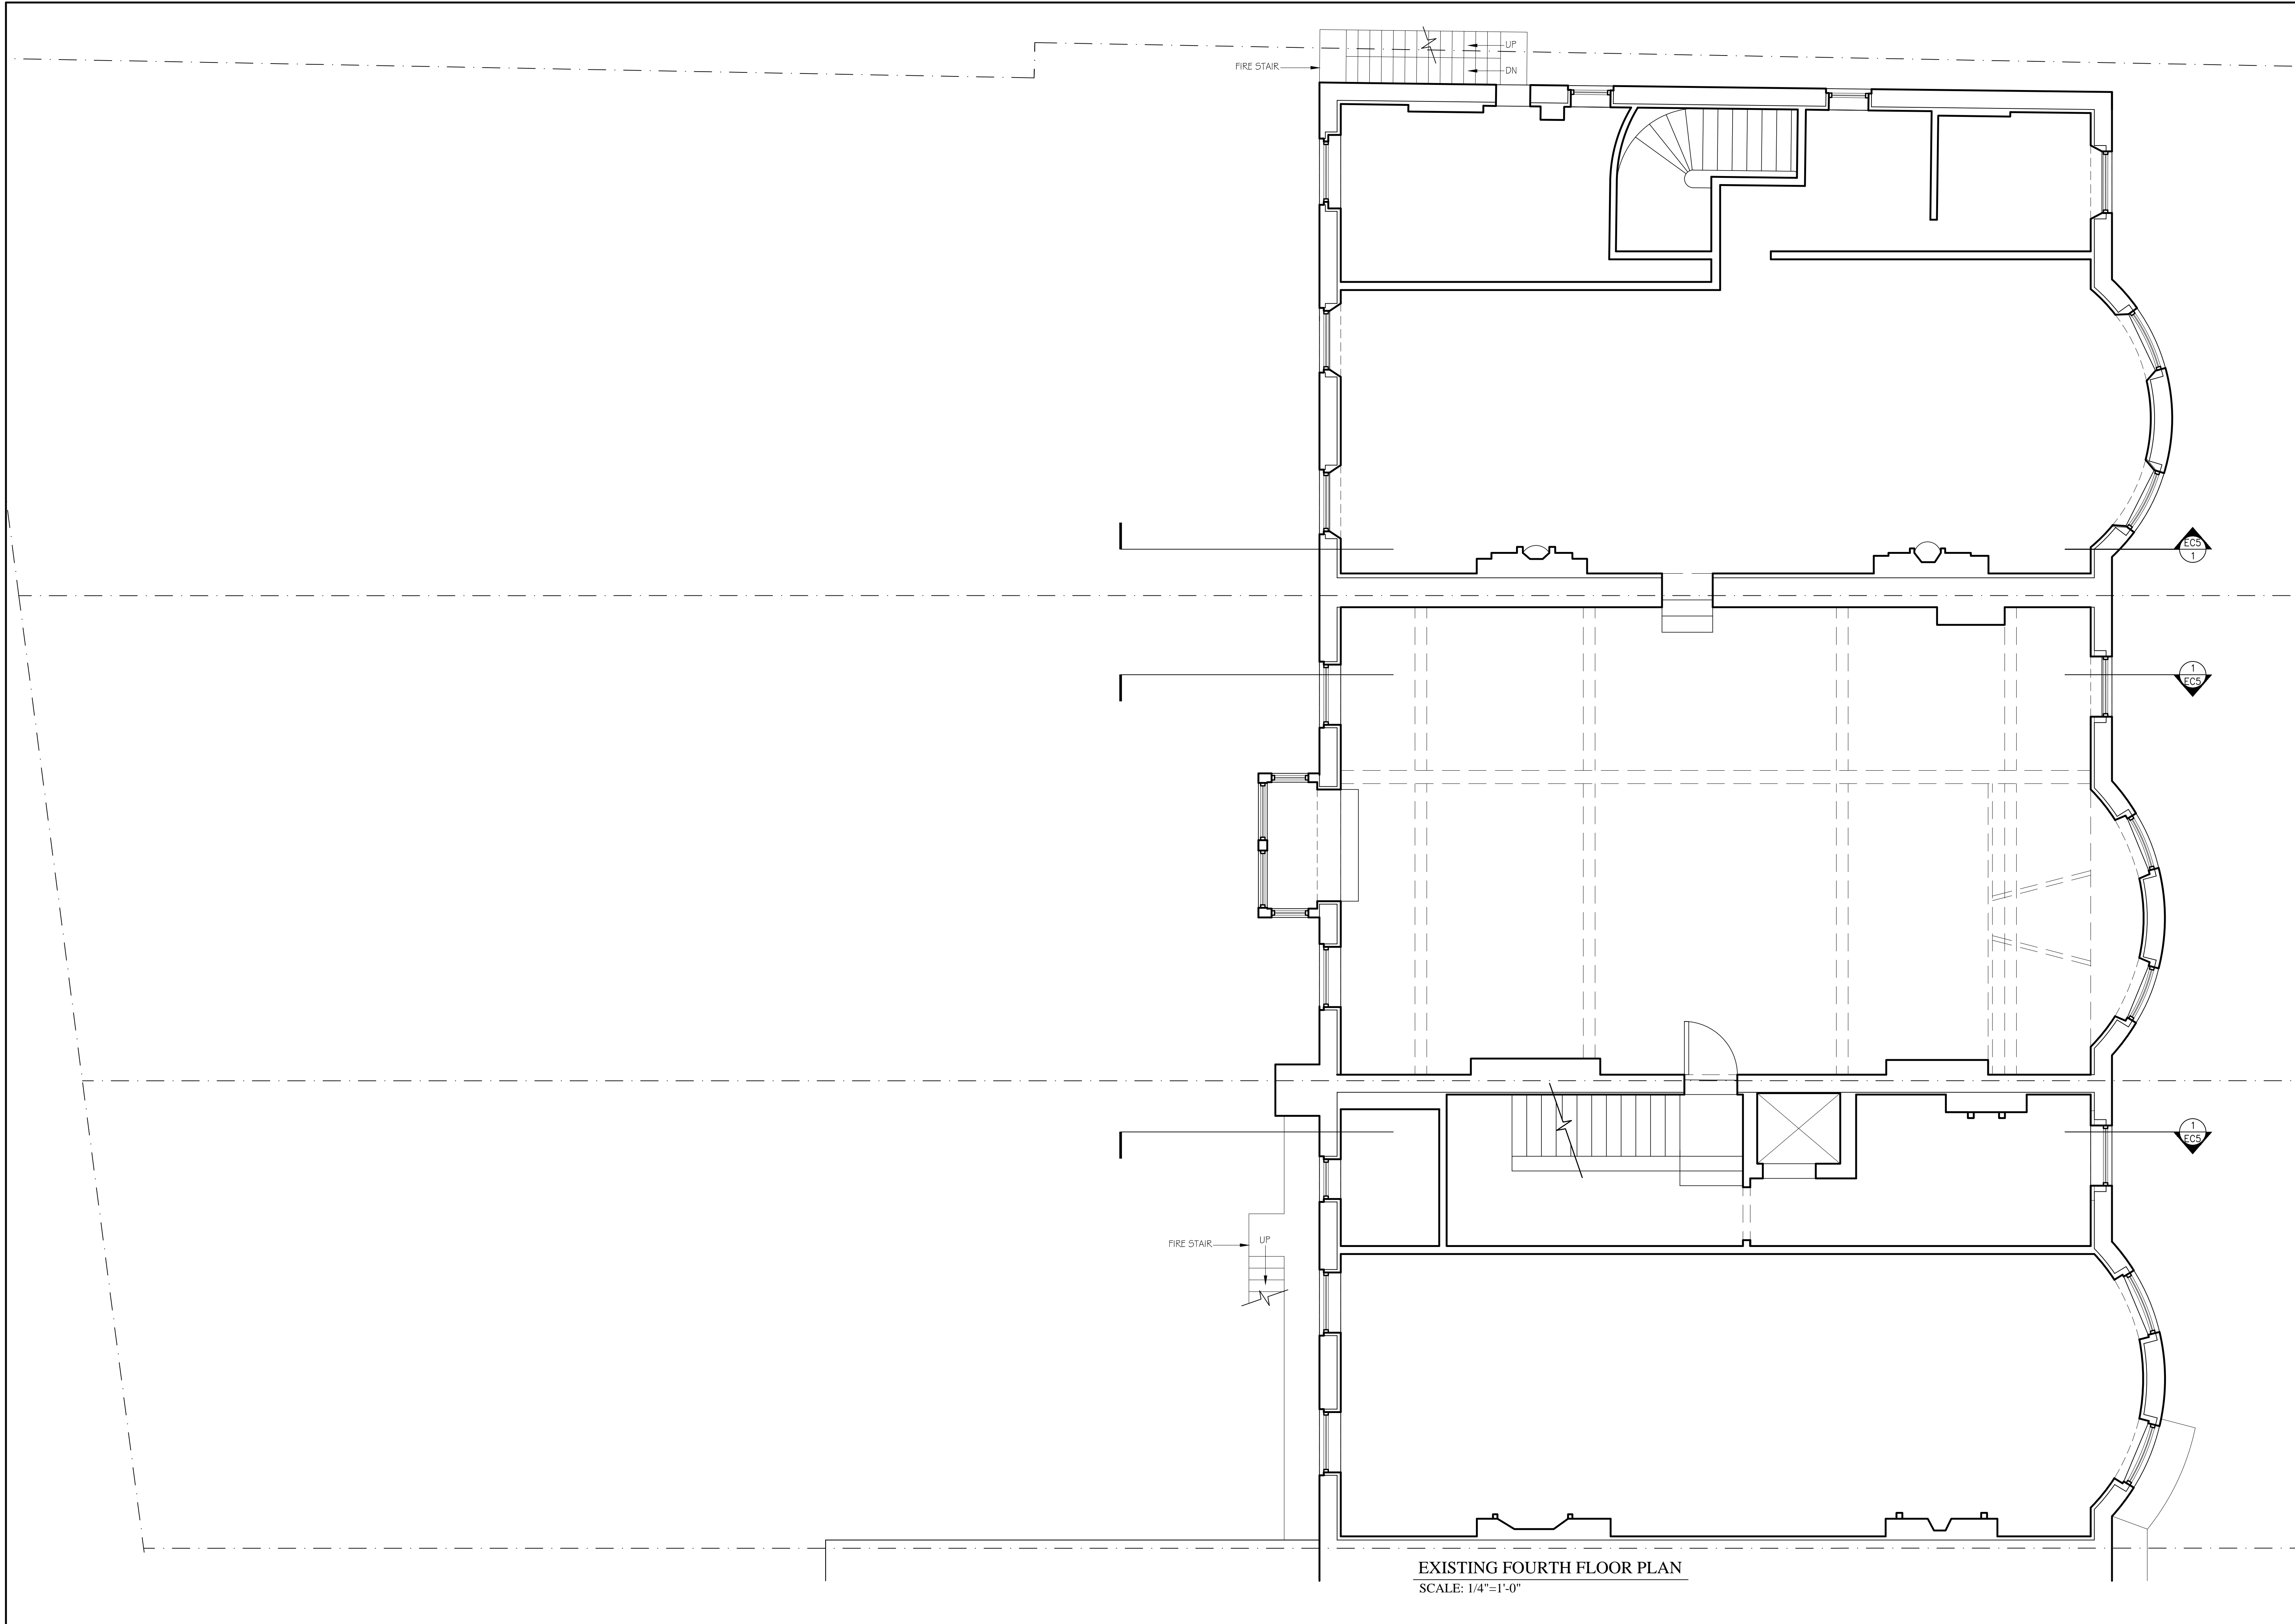 UP
FIRE STAIR
DN
EC5
1
1
EC5
1
EC5
FIRE STAIR
UP
EXISTING FOURTH FLOOR PLAN
SCALE: 1/4"=1'-0"